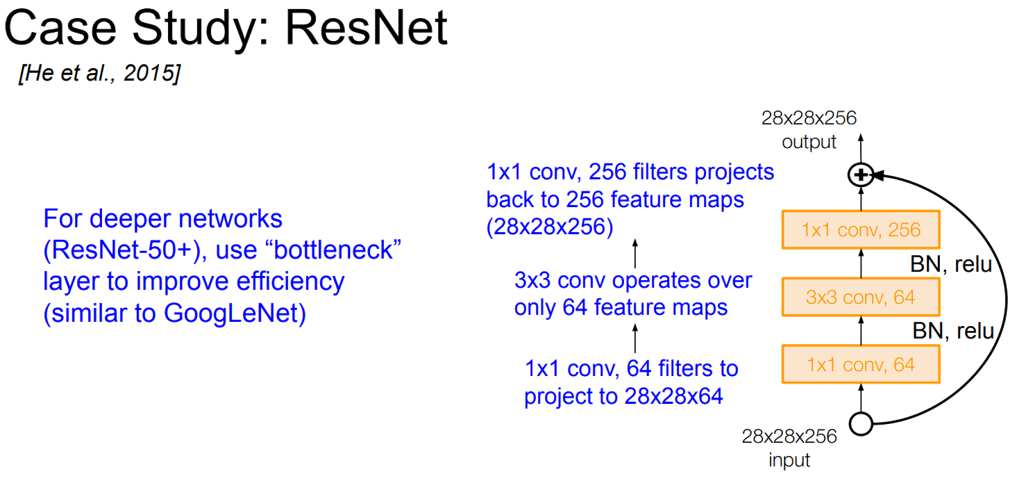 Case Study: ResNet
[He et al., 2015]
For deeper networks
(ResNet-50+), use “bottleneck”
layer to improve efficiency
(similar to GoogLeNet)
1x1 conv, 256 filters projects
back to 256 feature maps
(28x28x256)
3x3 conv operates over
only 64 feature maps
1x1 conv, 64 filters to
project to 28x28x64
28x28x256
output
+
1x1 conv, 256
BN, relu
3x3 conv, 64
BN, relu
1x1 conv, 64
28x28x256
input